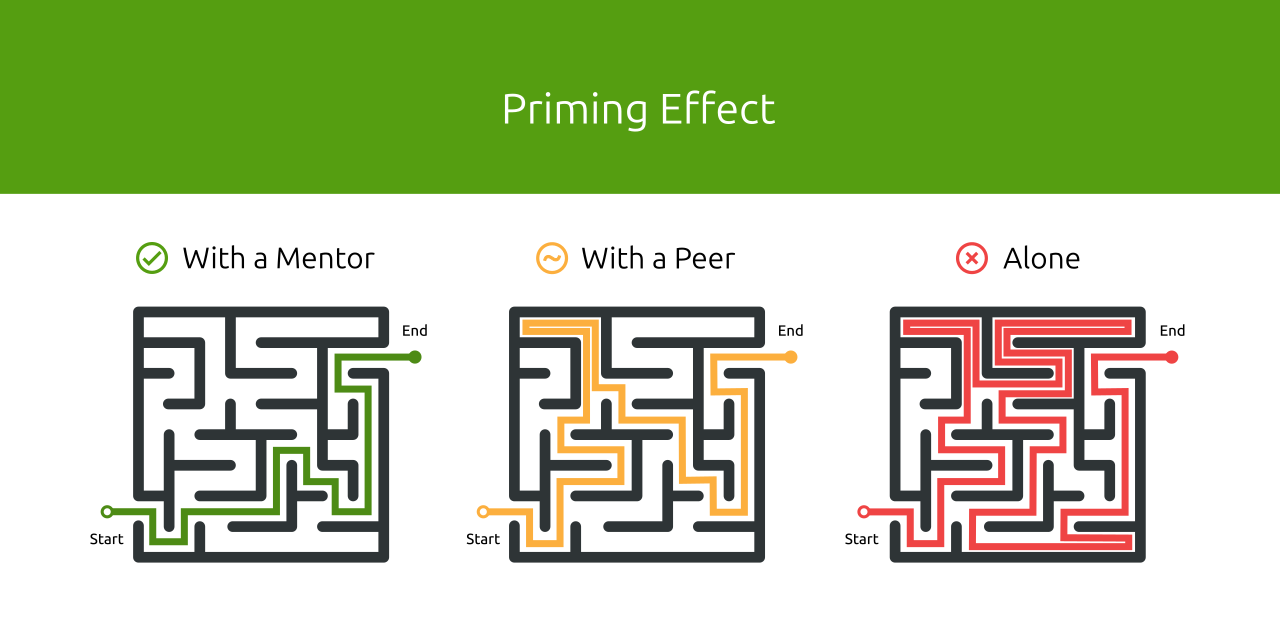 Priming Effect
With a Mentor
With a Peer
Alone
End
End
End
Start
Start
Start